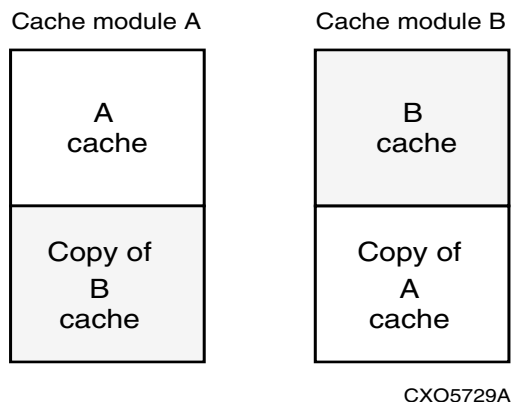 Cache module A
A
cache
Copy of
B
cache
Cache module B
B
cache
Copy of
A
cache
CXO5729A